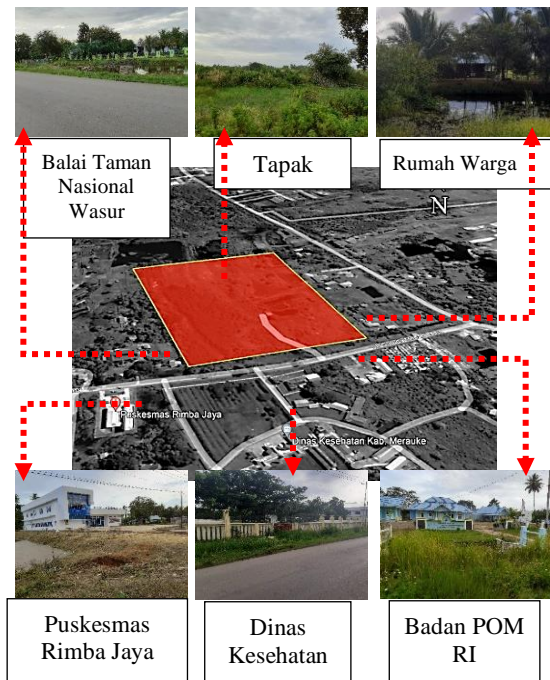 Balai Taman
Nasional
Wasur
Tapak
Rumah Warga
N
Puskesmas Rimba Jaya
Dinas Kesehatan Kab. Merauke
Puskesmas
Rimba Jaya
Dinas
Kesehatan
Badan POM
RI